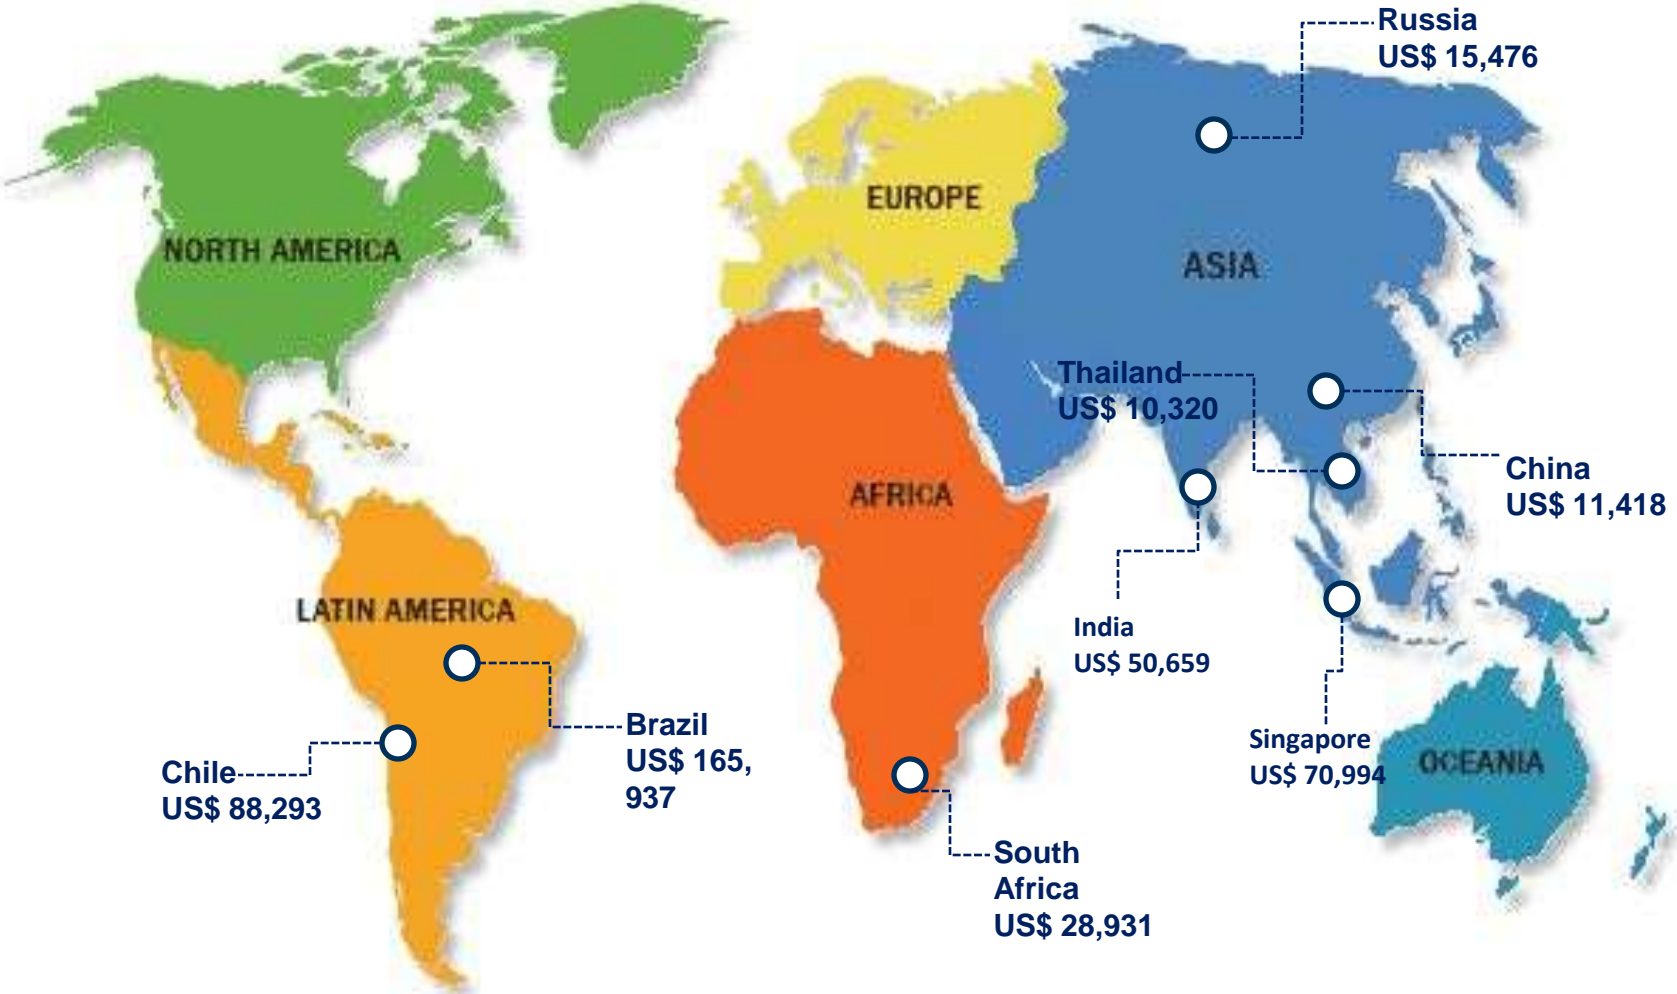 Russia
US$ 15,476
EUROPE
NORTH AMERICA
ASIA
Thailand
US$ 10,320
China
US$ 11,418
AFRICA
LATIN AMERICA
India
US$ 50,659
Brazil
US$ 165,
937
Chile
US$ 88,293
Singapore
US$ 70,994
OCEANIA
South
Africa
US$ 28,931